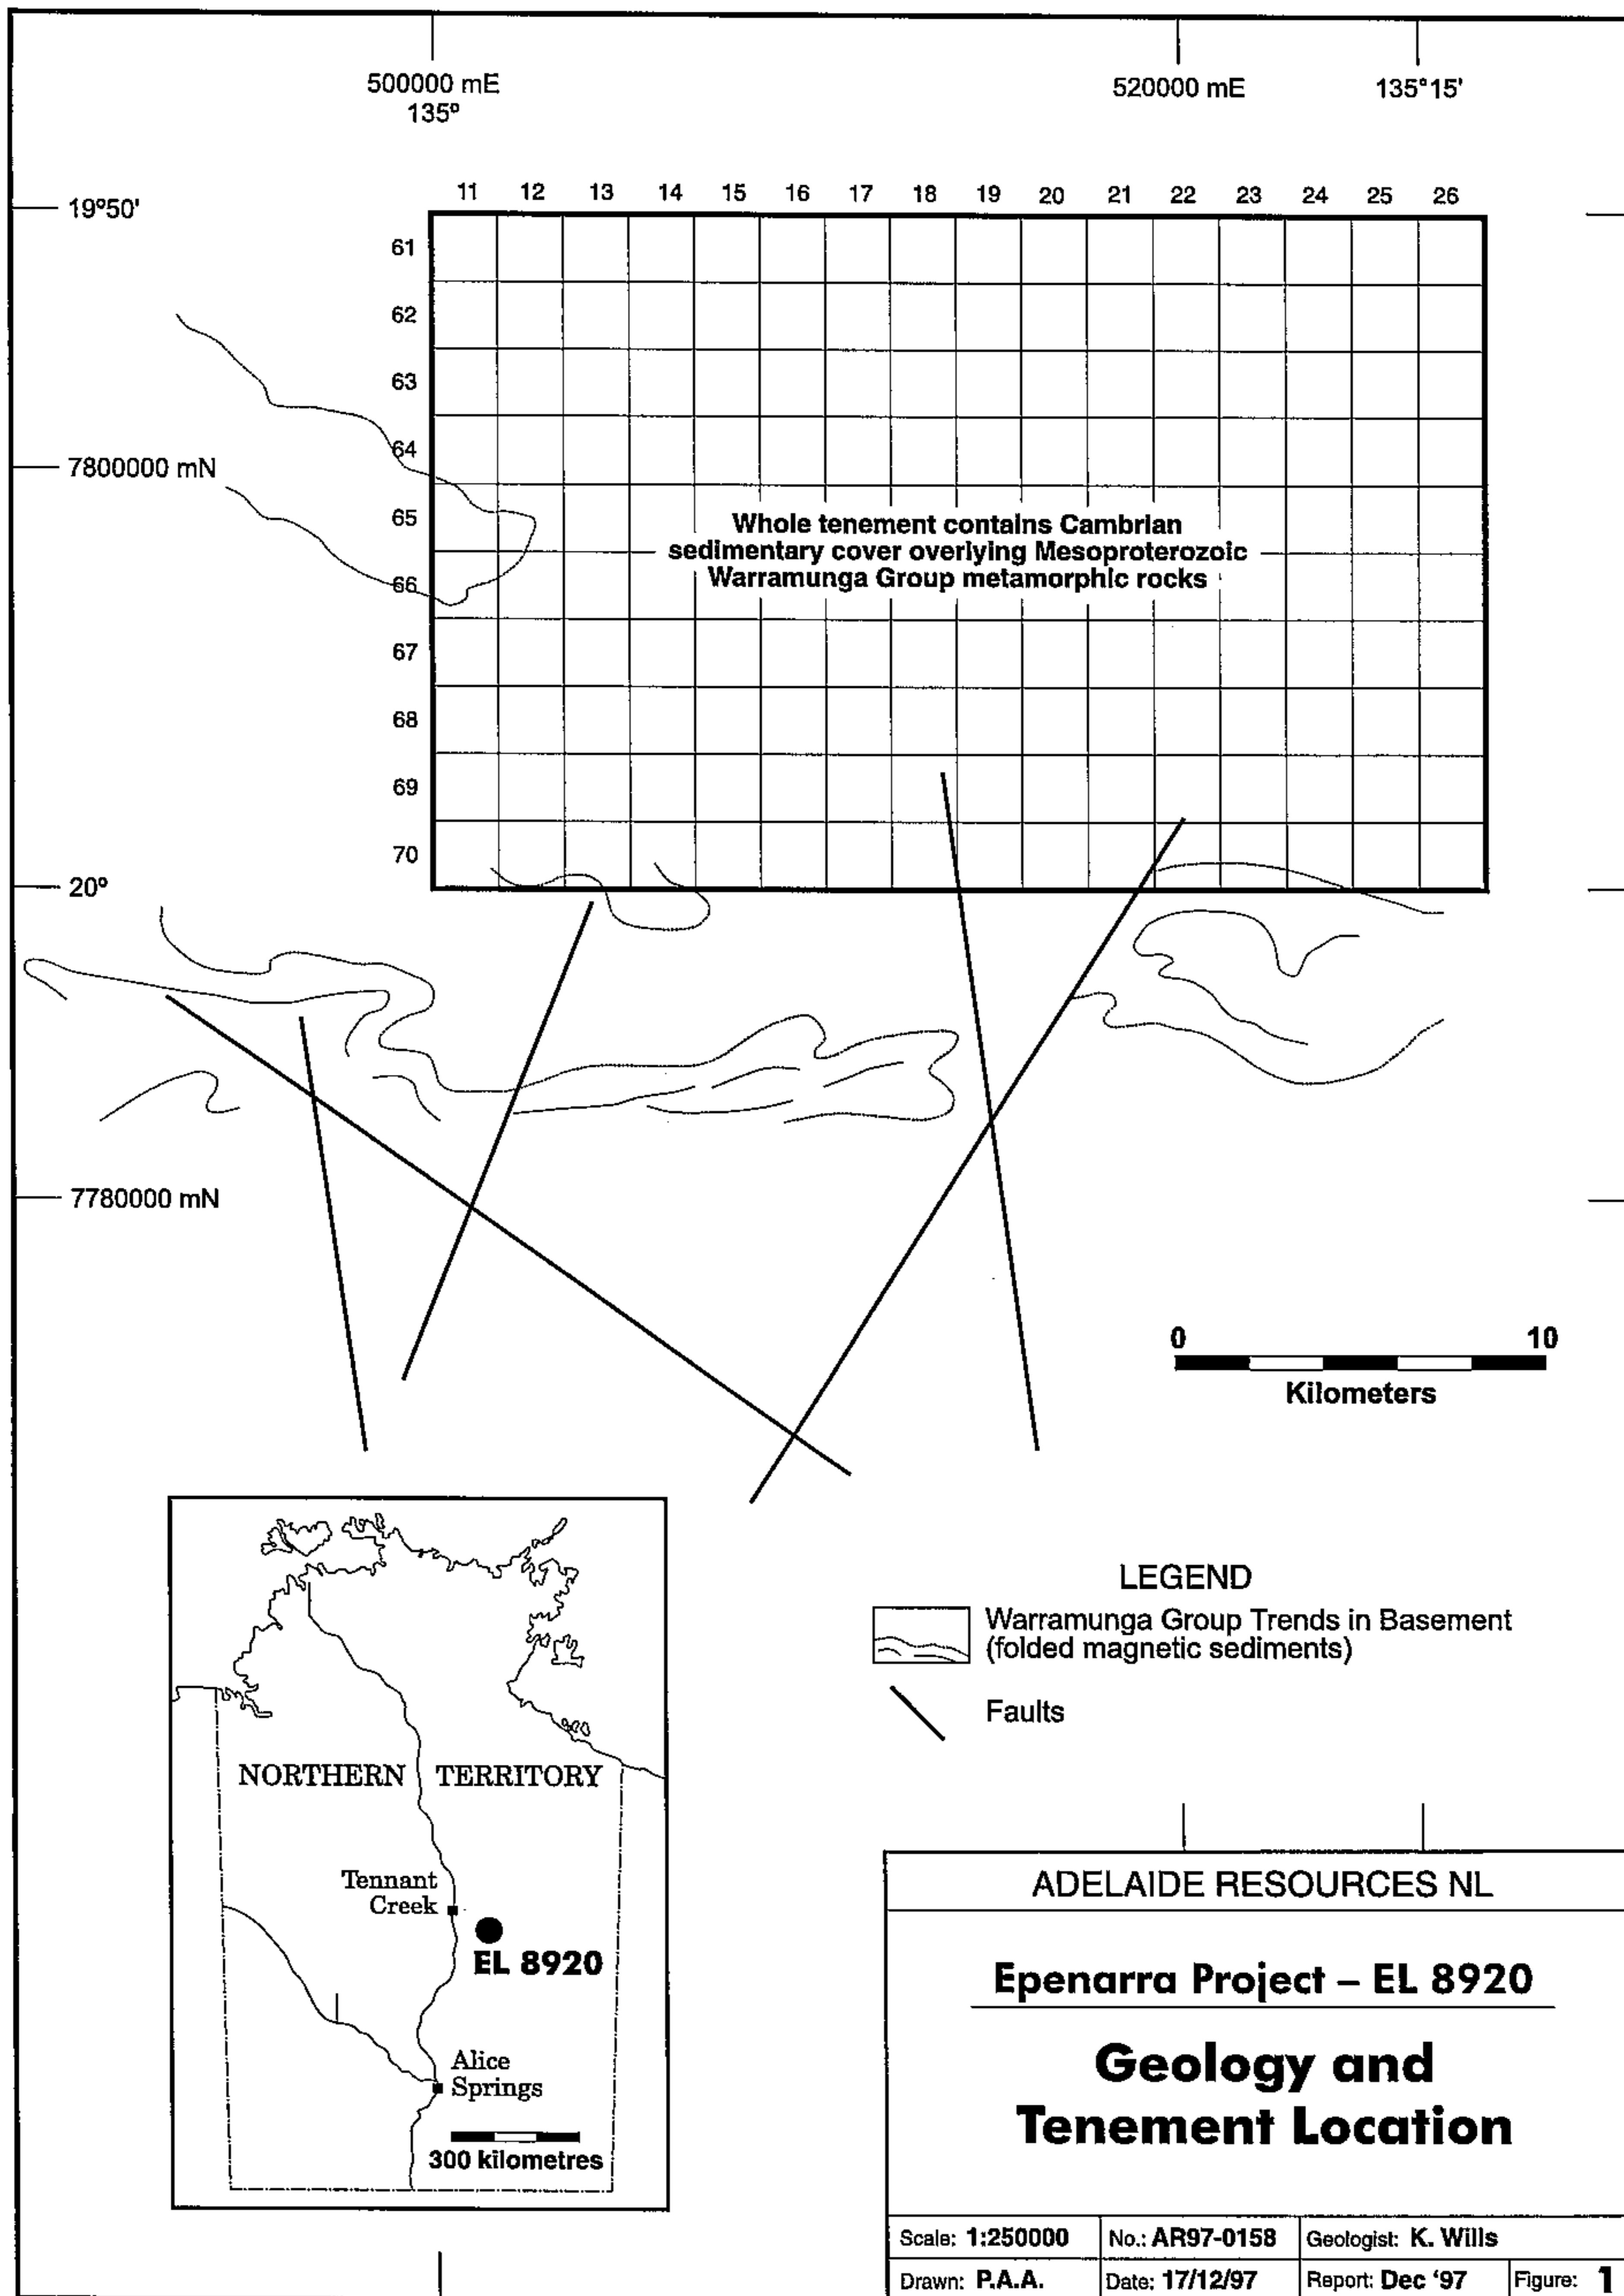 500000 mE
135°
520000 mE
135°15'
19°50'
11 12 13 14 15 16 17 18 19 20 21 22 23 24 25 26
61
62
63
64
7800000 mN
65
66
67
68
69
70
Whole tenement contains Cambrian
sedimentary cover overlying Mesoproterozoic
Warramunga Group metamorphic rocks
20°
7780000 mN
0 10
Kilometers
LEGEND
Warramunga Group Trends in Basement
(folded magnetic sediments)
Faults
NORTHERN TERRITORY
Tennant
Creek
EL 8920
Alice
Springs
300 kilometres
ADELAIDE RESOURCES NL
Epenarra Project – EL 8920
Geology and
Tenement Location
Scale: 1:250000 No.: AR97-0158 Geologist: K. Wills
Drawn: P.A.A. Date: 17/12/97 Report: Dec '97 Figure: 1